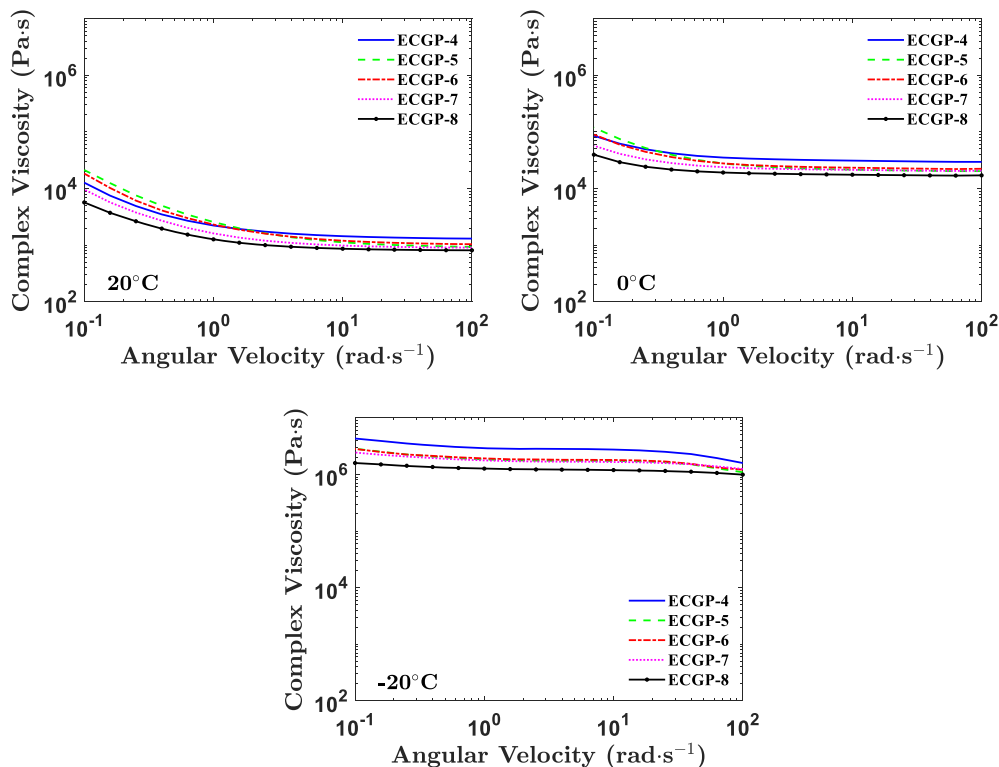 Complex Viscosity (Pa·s)
10^6
10^4
10^2
ECGP-4
ECGP-5
ECGP-6
ECGP-7
ECGP-8
20°C
10^-1 10^0 10^1 10^2
Angular Velocity (rad·s^−1)
Complex Viscosity (Pa·s)
10^6
10^4
10^2
ECGP-4
ECGP-5
ECGP-6
ECGP-7
ECGP-8
0°C
10^-1 10^0 10^1 10^2
Angular Velocity (rad·s^−1)
Complex Viscosity (Pa·s)
10^6
10^4
10^2
ECGP-4
ECGP-5
ECGP-6
ECGP-7
ECGP-8
-20°C
10^-1 10^0 10^1 10^2
Angular Velocity (rad·s^−1)